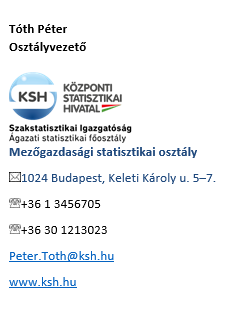 Tóth Péter
Osztályvezető
KSH
KÖZPONTI
STATISZTIKAI
HIVATAL
Szakstatisztikai Igazgatóság
Ágazati statisztikai főosztály
Mezőgazdasági statisztikai osztály
1024 Budapest, Keleti Károly u. 5–7.
+36 1 3456705
+36 30 1213023
Peter.Toth@ksh.hu
www.ksh.hu